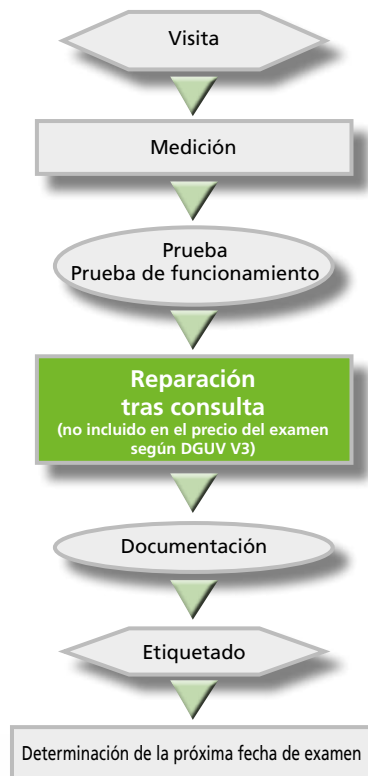 Visita
Medición
Prueba
Prueba de funcionamiento
Reparación
tras consulta
(no incluido en el precio del examen
según DGUV V3)
Documentación
Etiquetado
Determinación de la próxima fecha de examen